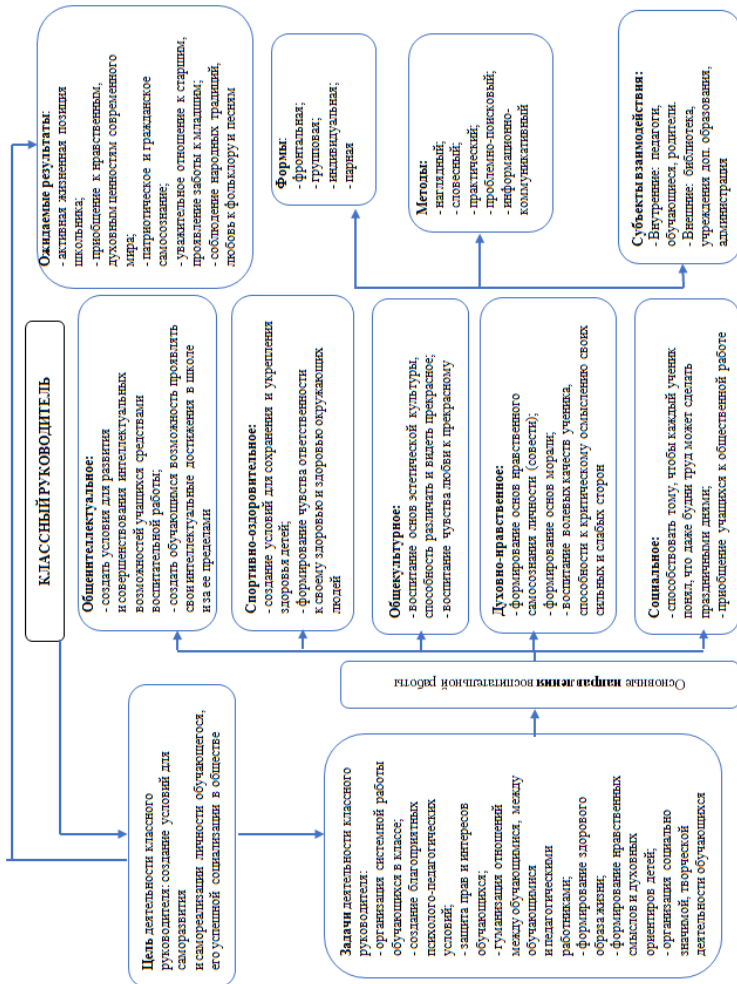 КЛАССНЫЙ РУКОВОДИТЕЛЬ
Цель деятельности классного
руководителя: создание условий для
саморазвития
и самореализации личности обучающегося,
его успешной социализации в обществе
Задачи деятельности классного
руководителя:
- организация системной работы
обучающихся в классе;
- создание благоприятных
психолого-педагогических
условий;
- защита прав и интересов
обучающихся;
- гуманизация отношений
между обучающимися, между
обучающимися
и педагогическими
работниками;
- формирование здорового
образа жизни;
- формирование нравственных
смыслов и духовных
ориентиров детей;
- организация социально
значимой, творческой
деятельности обучающихся
Основные направления воспитательной работы
Общеинтеллектуальное:
- создать условия для развития
и совершенствования интеллектуальных
возможностей учащихся средствами
воспитательной работы;
- создать обучающимся возможность проявлять
свои интеллектуальные достижения в школе
и за ее пределами
Спортивно-оздоровительное:
- создание условий для сохранения и укрепления
здоровья детей;
- формирование чувства ответственности
к своему здоровью и здоровью окружающих
людей
Общекультурное:
- воспитание основ эстетической культуры,
способность различать и видеть прекрасное;
- воспитание чувства любви к прекрасному
Духовно-нравственное:
- формирование основ нравственного
самосознания личности (совести);
- формирование основ морали;
- воспитание волевых качеств ученика,
способности к критическому осмыслению своих
сильных и слабых сторон
Социальное:
- способствовать тому, чтобы каждый ученик
понял, что даже будни труд может сделать
праздничными днями;
- приобщение учащихся к общественной работе
Ожидаемые результаты:
- активная жизненная позиция
школьника;
- приобщение к нравственным,
духовным ценностям современного
мира;
- патриотическое и гражданское
самосознание;
- уважительное отношение к старшим,
проявление заботы к младшим;
- соблюдение народных традиций,
любовь к фольклору и песням
Формы:
- фронтальная;
- групповая;
- индивидуальная;
- парная
Методы:
- наглядный;
- словесный;
- практический;
- проблемно-поисковый;
- информационно-
коммуникативный
Субъекты взаимодействия:
- Внутренние: педагоги,
обучающиеся, родители.
- Внешние: библиотека,
учреждения доп. образования,
администрация